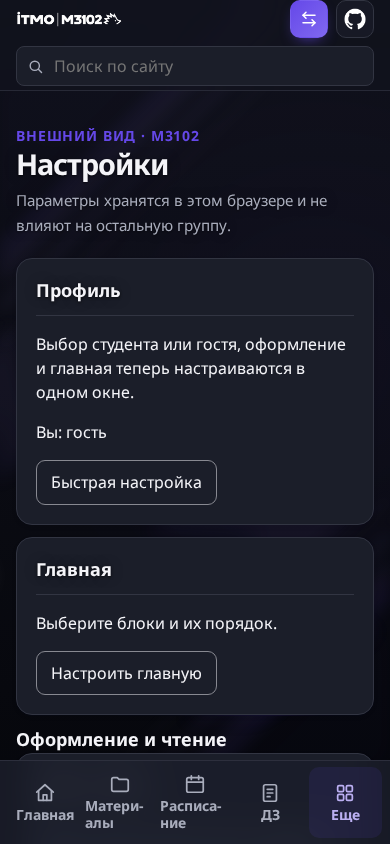 iTMO | M3102
Поиск по сайту
ВНЕШНИЙ ВИД · M3102
Настройки
Параметры хранятся в этом браузере и не
влияют на остальную группу.
Профиль
Выбор студента или гостя, оформление
и главная теперь настраиваются в
одном окне.
Вы: гость
Быстрая настройка
Главная
Выберите блоки и их порядок.
Настроить главную
Оформление и чтение
Главная
Матери-
алы
Расписа-
ние
ДЗ
Еще